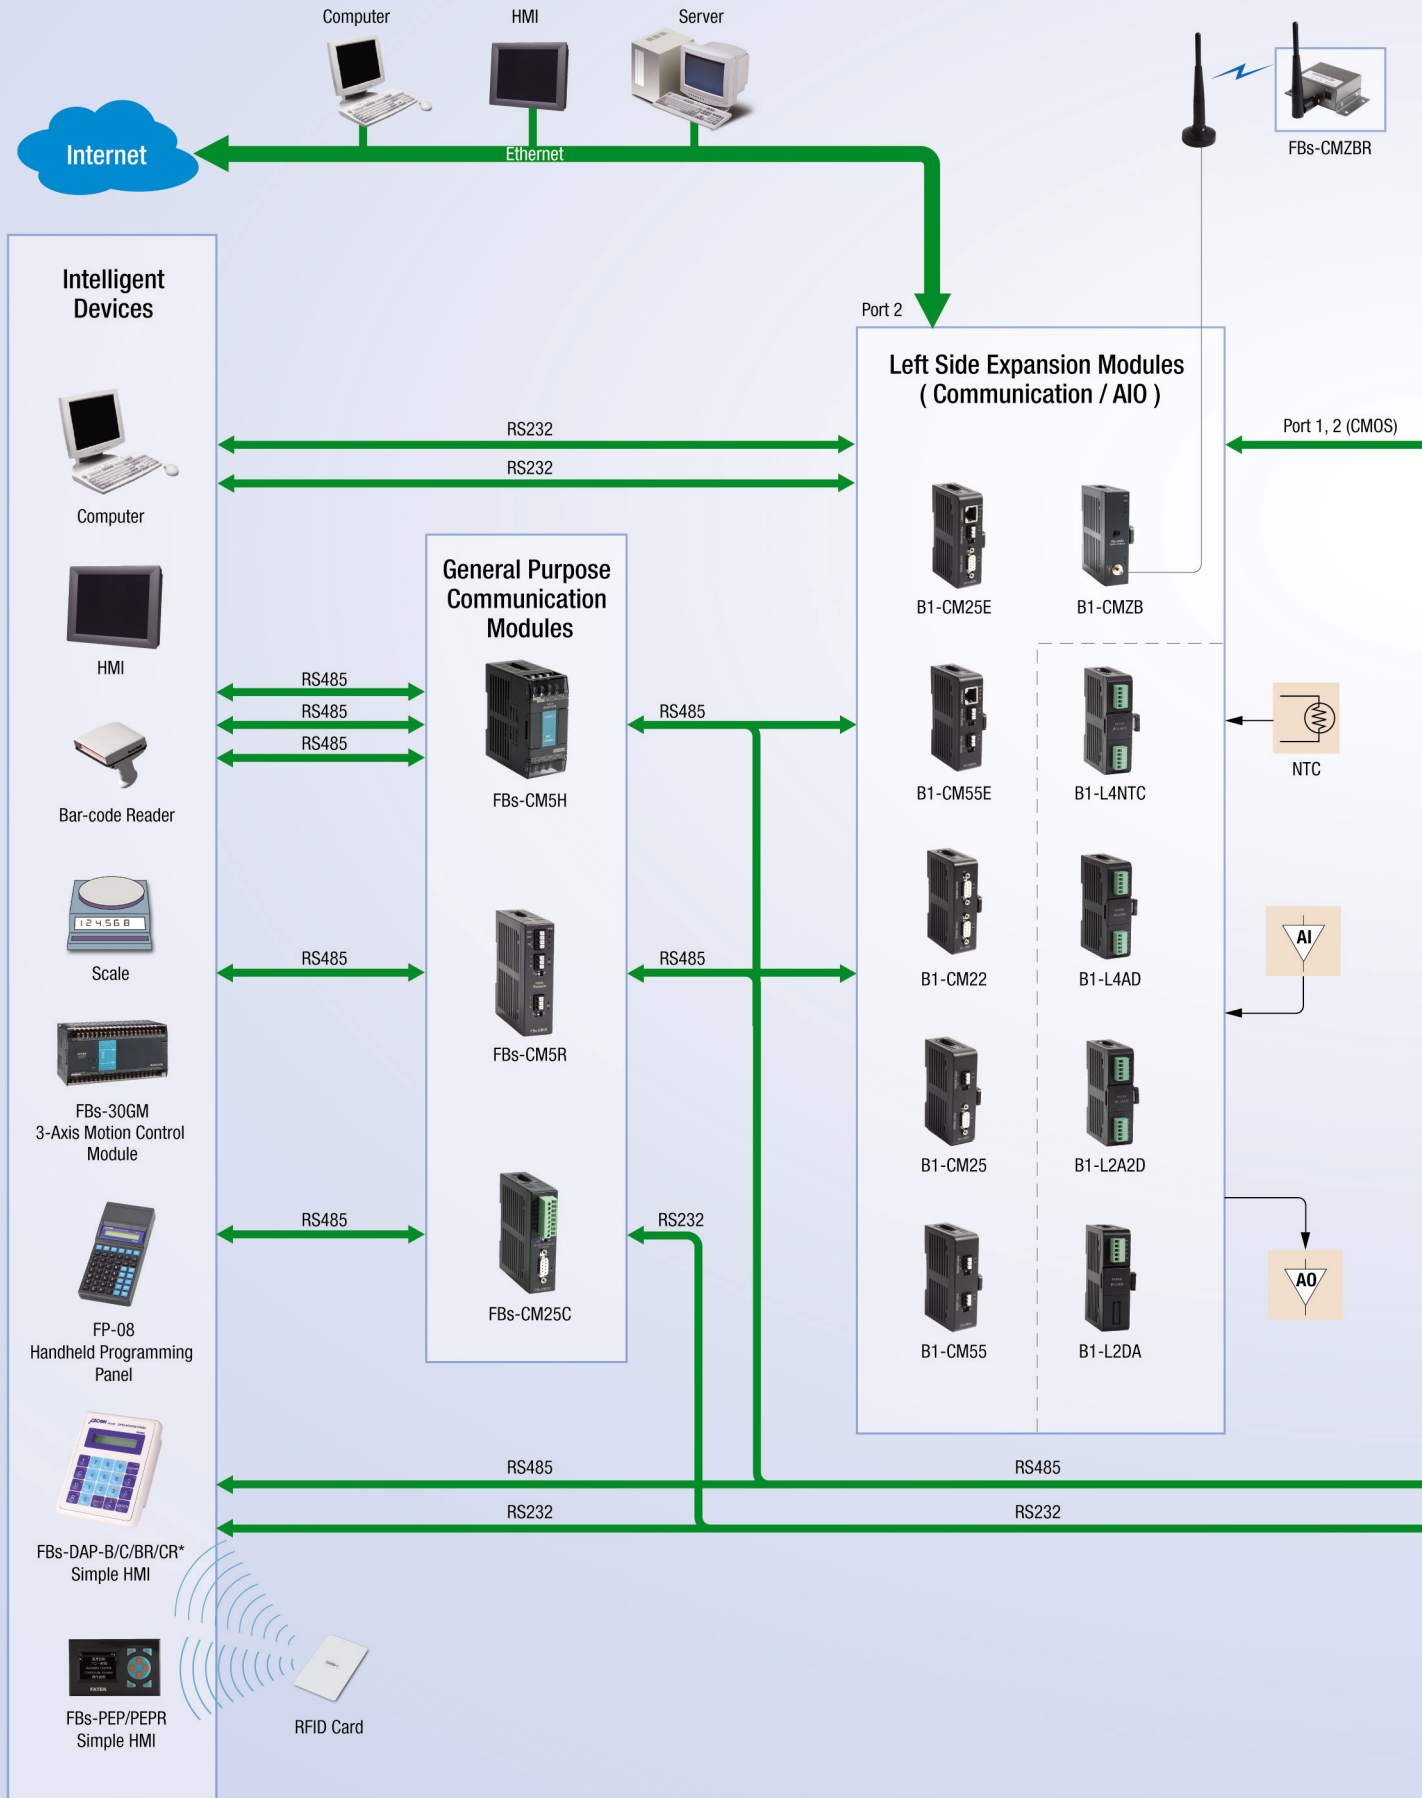 Computer
HMI
Server
Internet
Ethernet
FBs-CMZBR
Intelligent
Devices
Port 2
Left Side Expansion Modules
( Communication / AIO )
RS232
Port 1, 2 (CMOS)
RS232
Computer
General Purpose
Communication
Modules
B1-CM25E
B1-CMZB
HMI
RS485
RS485
RS485
RS485
FBs-CM5H
B1-CM55E
B1-L4NTC
NTC
Bar-code Reader
124.568
Scale
RS485
RS485
FBs-CM5R
B1-CM22
B1-L4AD
AI
FBs-30GM
3-Axis Motion Control
Module
B1-CM25
B1-L2A2D
RS485
RS232
FBs-CM25C
AO
FP-08
Handheld Programming
Panel
B1-CM55
B1-L2DA
RS485
RS485
RS232
RS232
FBs-DAP-B/C/BR/CR*
Simple HMI
FATEK
FBs-PEP/PEPR
Simple HMI
RFID Card